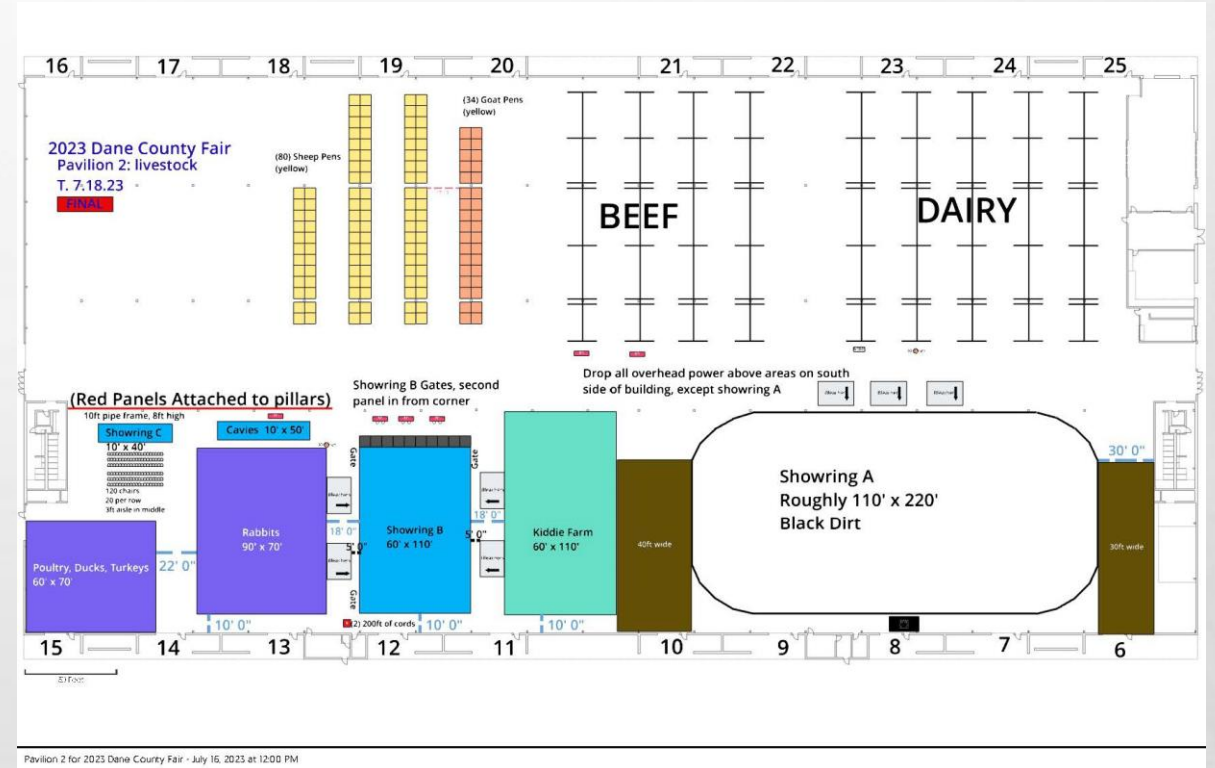 16 17 18 19 20 21 22 23 24 25
2023 Dane County Fair
Pavilion 2: livestock
T. 7.18.23
FINAL
(80) Sheep Pens
(yellow)
(34) Goat Pens
(yellow)
BEEF
DAIRY
Drop all overhead power above areas on south
side of building, except showring A
(Red Panels Attached to pillars)
10ft pipe frame, 8ft high
Showring C
10' x 40'
120 chairs
20 per row
3ft aisle in middle
Cavies 10' x 50'
Showring B Gates, second
panel in from corner
Gate
Gate
Gate
Poultry, Ducks, Turkeys
60' x 70'
22' 0"
Rabbits
90' x 70'
18' 0"
5' 0"
Showring B
60' x 110'
18' 0"
5' 0"
Kiddie Farm
60' x 110'
40ft wide
Showring A
Roughly 110' x 220'
Black Dirt
30' 0"
30ft wide
10' 0"
(2) 200ft of cords
10' 0"
10' 0"
15 14 13 12 11 10 9 8 7 6
Pavilion 2 for 2023 Dane County Fair - July 16, 2023 at 12:00 PM